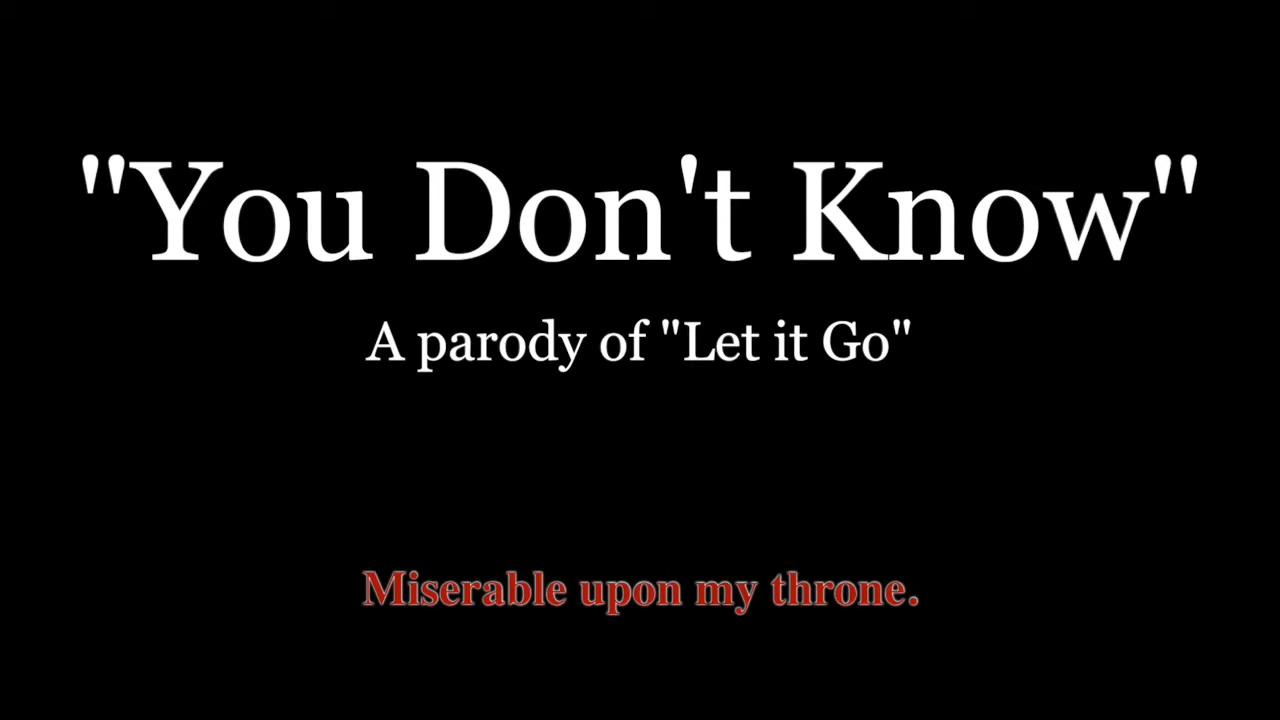 "You Don't Know"
A parody of "Let it Go"
Miserable upon my throne.